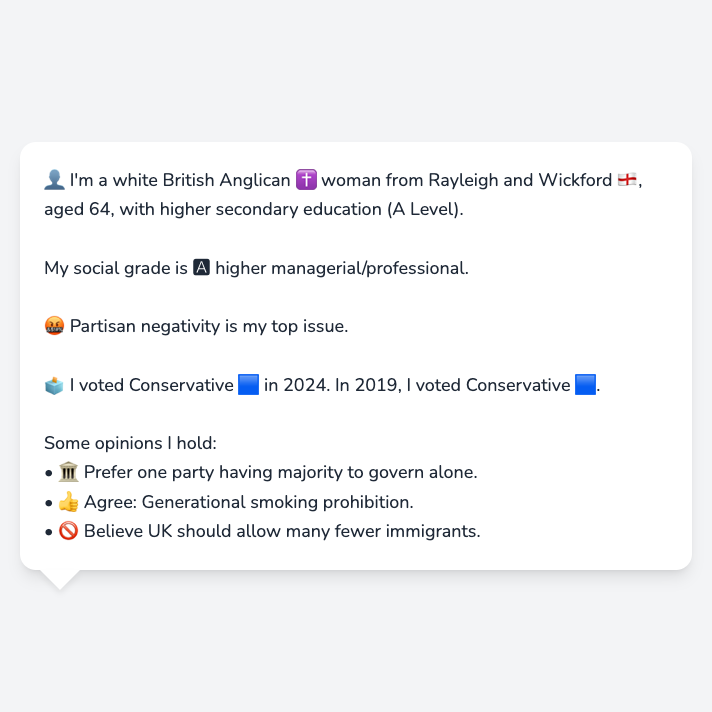 👤 I'm a white British Anglican ✝️ woman from Rayleigh and Wickford 🏴󠁧󠁢󠁥󠁮󠁧󠁿,
aged 64, with higher secondary education (A Level).
My social grade is 🅰 higher managerial/professional.
🤬 Partisan negativity is my top issue.
🗳️ I voted Conservative 🟦 in 2024. In 2019, I voted Conservative 🟦.
Some opinions I hold:
• 🏛️ Prefer one party having majority to govern alone.
• 👍 Agree: Generational smoking prohibition.
• 🚫 Believe UK should allow many fewer immigrants.